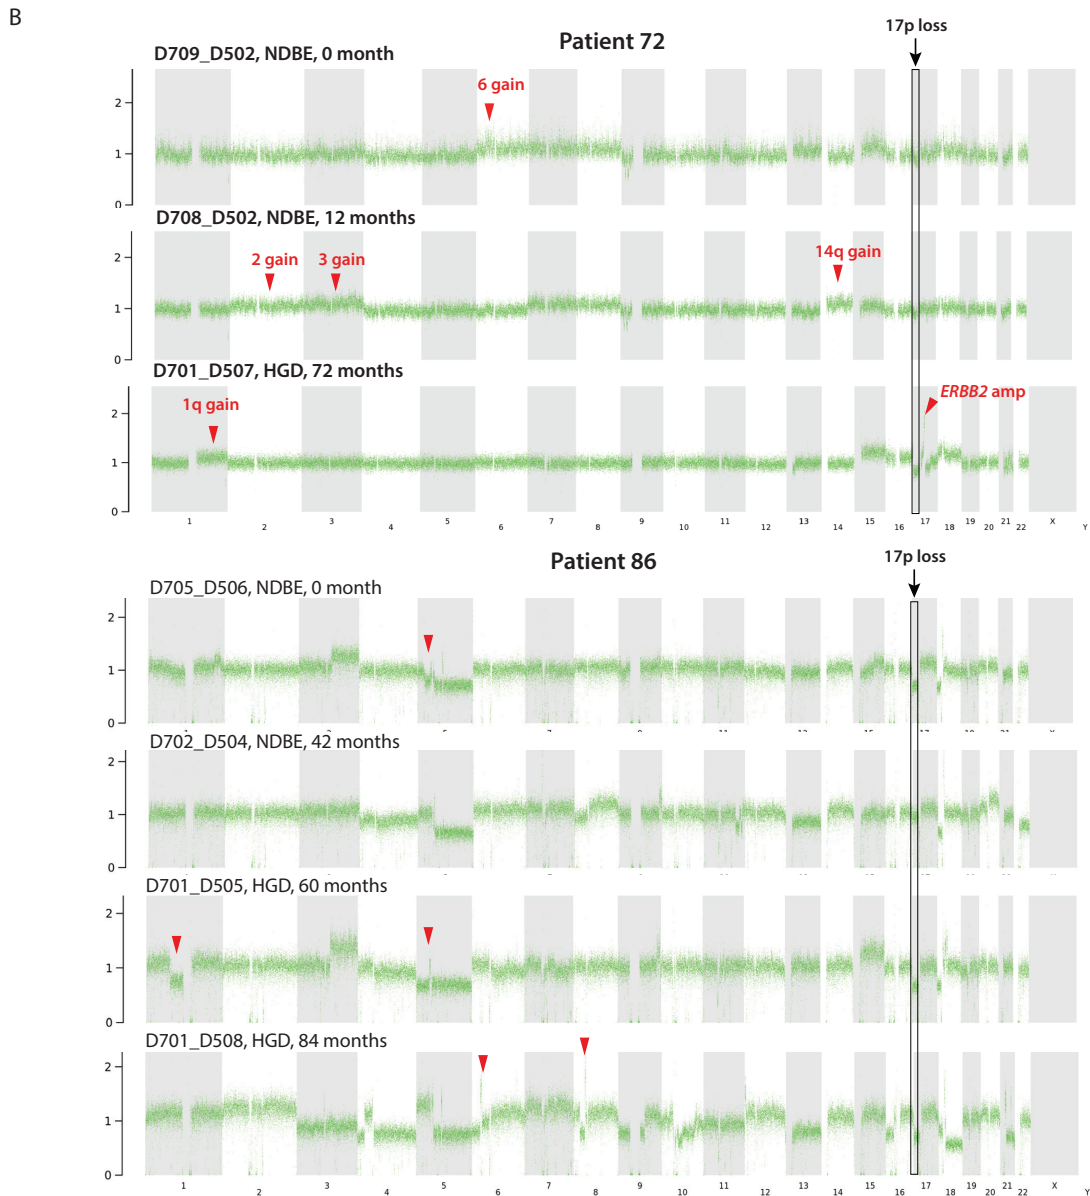 B
17p loss
Patient 72
D709_D502, NDBE, 0 month
6 gain
2
1
0
D708_D502, NDBE, 12 months
2 gain 3 gain 14q gain
2
1
0
D701_D507, HGD, 72 months
1q gain ERBB2 amp
2
1
0
1 2 3 4 5 6 7 8 9 10 11 12 13 14 15 16 17 18 19 20 21 22 X Y
Patient 86
17p loss
D705_D506, NDBE, 0 month
2
1
0
D702_D504, NDBE, 42 months
2
1
0
D701_D505, HGD, 60 months
2
1
0
D701_D508, HGD, 84 months
2
1
0
1 2 3 4 5 6 7 8 9 10 11 12 13 14 15 16 17 18 19 20 21 22 X Y